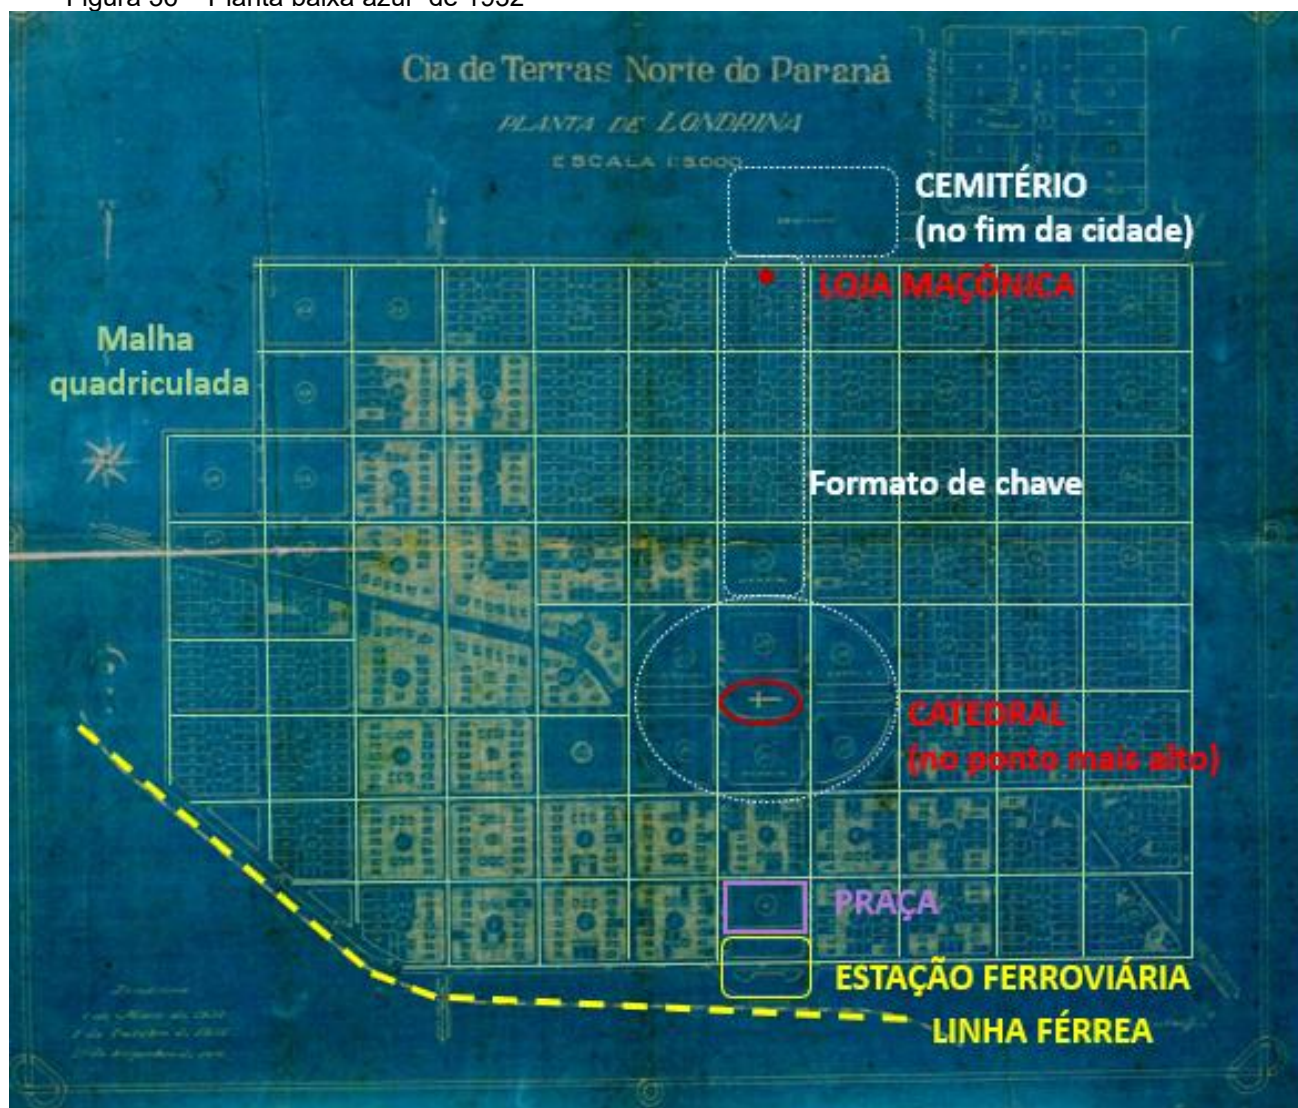 Figura 56 – Planta baixa azul de 1932
Cia de Terras Norte do Paraná
PLANTA DE LONDRINA
ESCALA 1:5.000
CEMITÉRIO
(no fim da cidade)
LOJA MAÇÔNICA
Malha
quadriculada
Formato de chave
CATEDRAL
(no ponto mais alto)
PRAÇA
ESTAÇÃO FERROVIÁRIA
LINHA FÉRREA